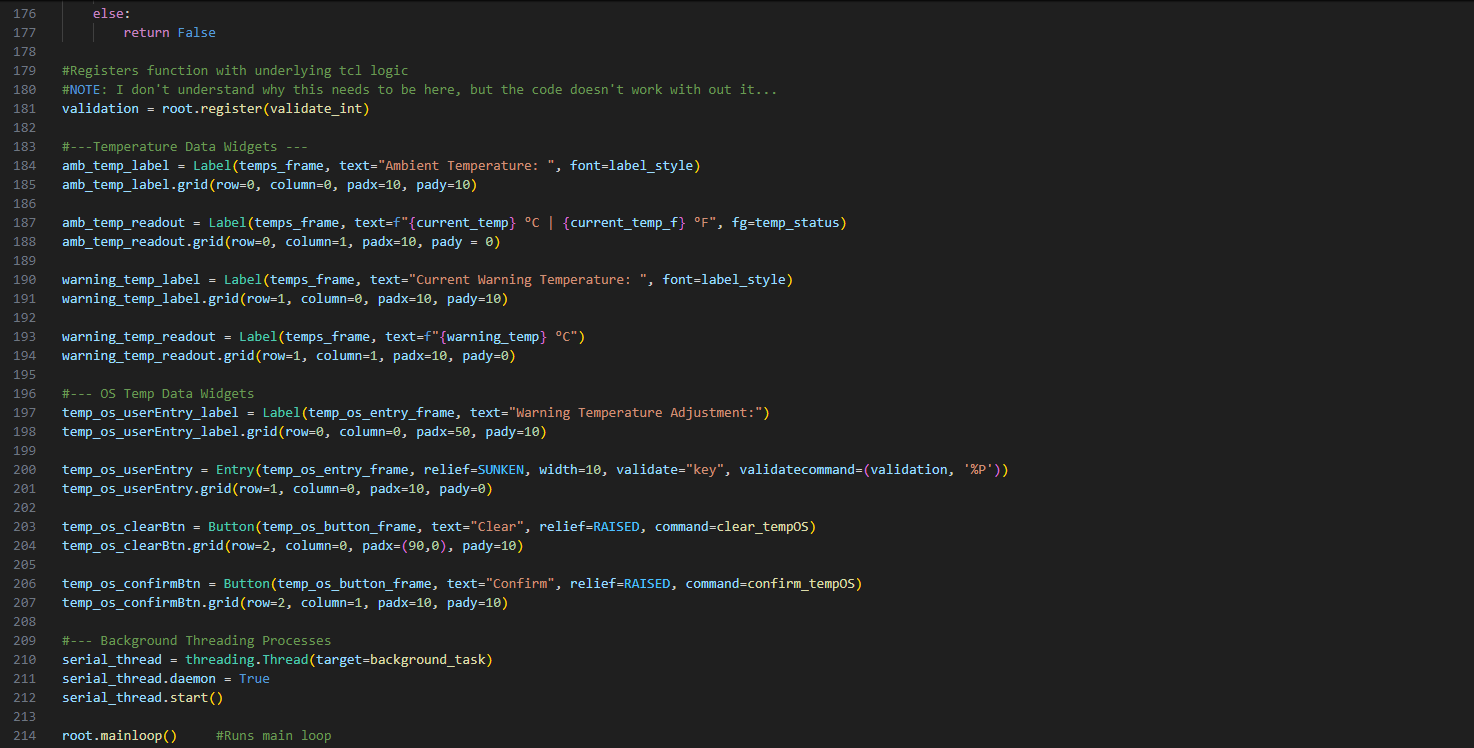 176 else:
177 return False
178
179 #Registers function with underlying tcl logic
180 #NOTE: I don't understand why this needs to be here, but the code doesn't work with out it...
181 validation = root.register(validate_int)
182
183 #---Temperature Data Widgets ---
184 amb_temp_label = Label(temps_frame, text="Ambient Temperature: ", font=label_style)
185 amb_temp_label.grid(row=0, column=0, padx=10, pady=10)
186
187 amb_temp_readout = Label(temps_frame, text=f"{current_temp} °C | {current_temp_f} °F", fg=temp_status)
188 amb_temp_readout.grid(row=0, column=1, padx=10, pady = 0)
189
190 warning_temp_label = Label(temps_frame, text="Current Warning Temperature: ", font=label_style)
191 warning_temp_label.grid(row=1, column=0, padx=10, pady=10)
192
193 warning_temp_readout = Label(temps_frame, text=f"{warning_temp} °C")
194 warning_temp_readout.grid(row=1, column=1, padx=10, pady=0)
195
196 #--- OS Temp Data Widgets
197 temp_os_userEntry_label = Label(temp_os_entry_frame, text="Warning Temperature Adjustment:")
198 temp_os_userEntry_label.grid(row=0, column=0, padx=50, pady=10)
199
200 temp_os_userEntry = Entry(temp_os_entry_frame, relief=SUNKEN, width=10, validate="key", validatecommand=(validation, '%P'))
201 temp_os_userEntry.grid(row=1, column=0, padx=10, pady=0)
202
203 temp_os_clearBtn = Button(temp_os_button_frame, text="Clear", relief=RAISED, command=clear_tempOS)
204 temp_os_clearBtn.grid(row=2, column=0, padx=(90,0), pady=10)
205
206 temp_os_confirmBtn = Button(temp_os_button_frame, text="Confirm", relief=RAISED, command=confirm_tempOS)
207 temp_os_confirmBtn.grid(row=2, column=1, padx=10, pady=10)
208
209 #--- Background Threading Processes
210 serial_thread = threading.Thread(target=background_task)
211 serial_thread.daemon = True
212 serial_thread.start()
213
214 root.mainloop() #Runs main loop